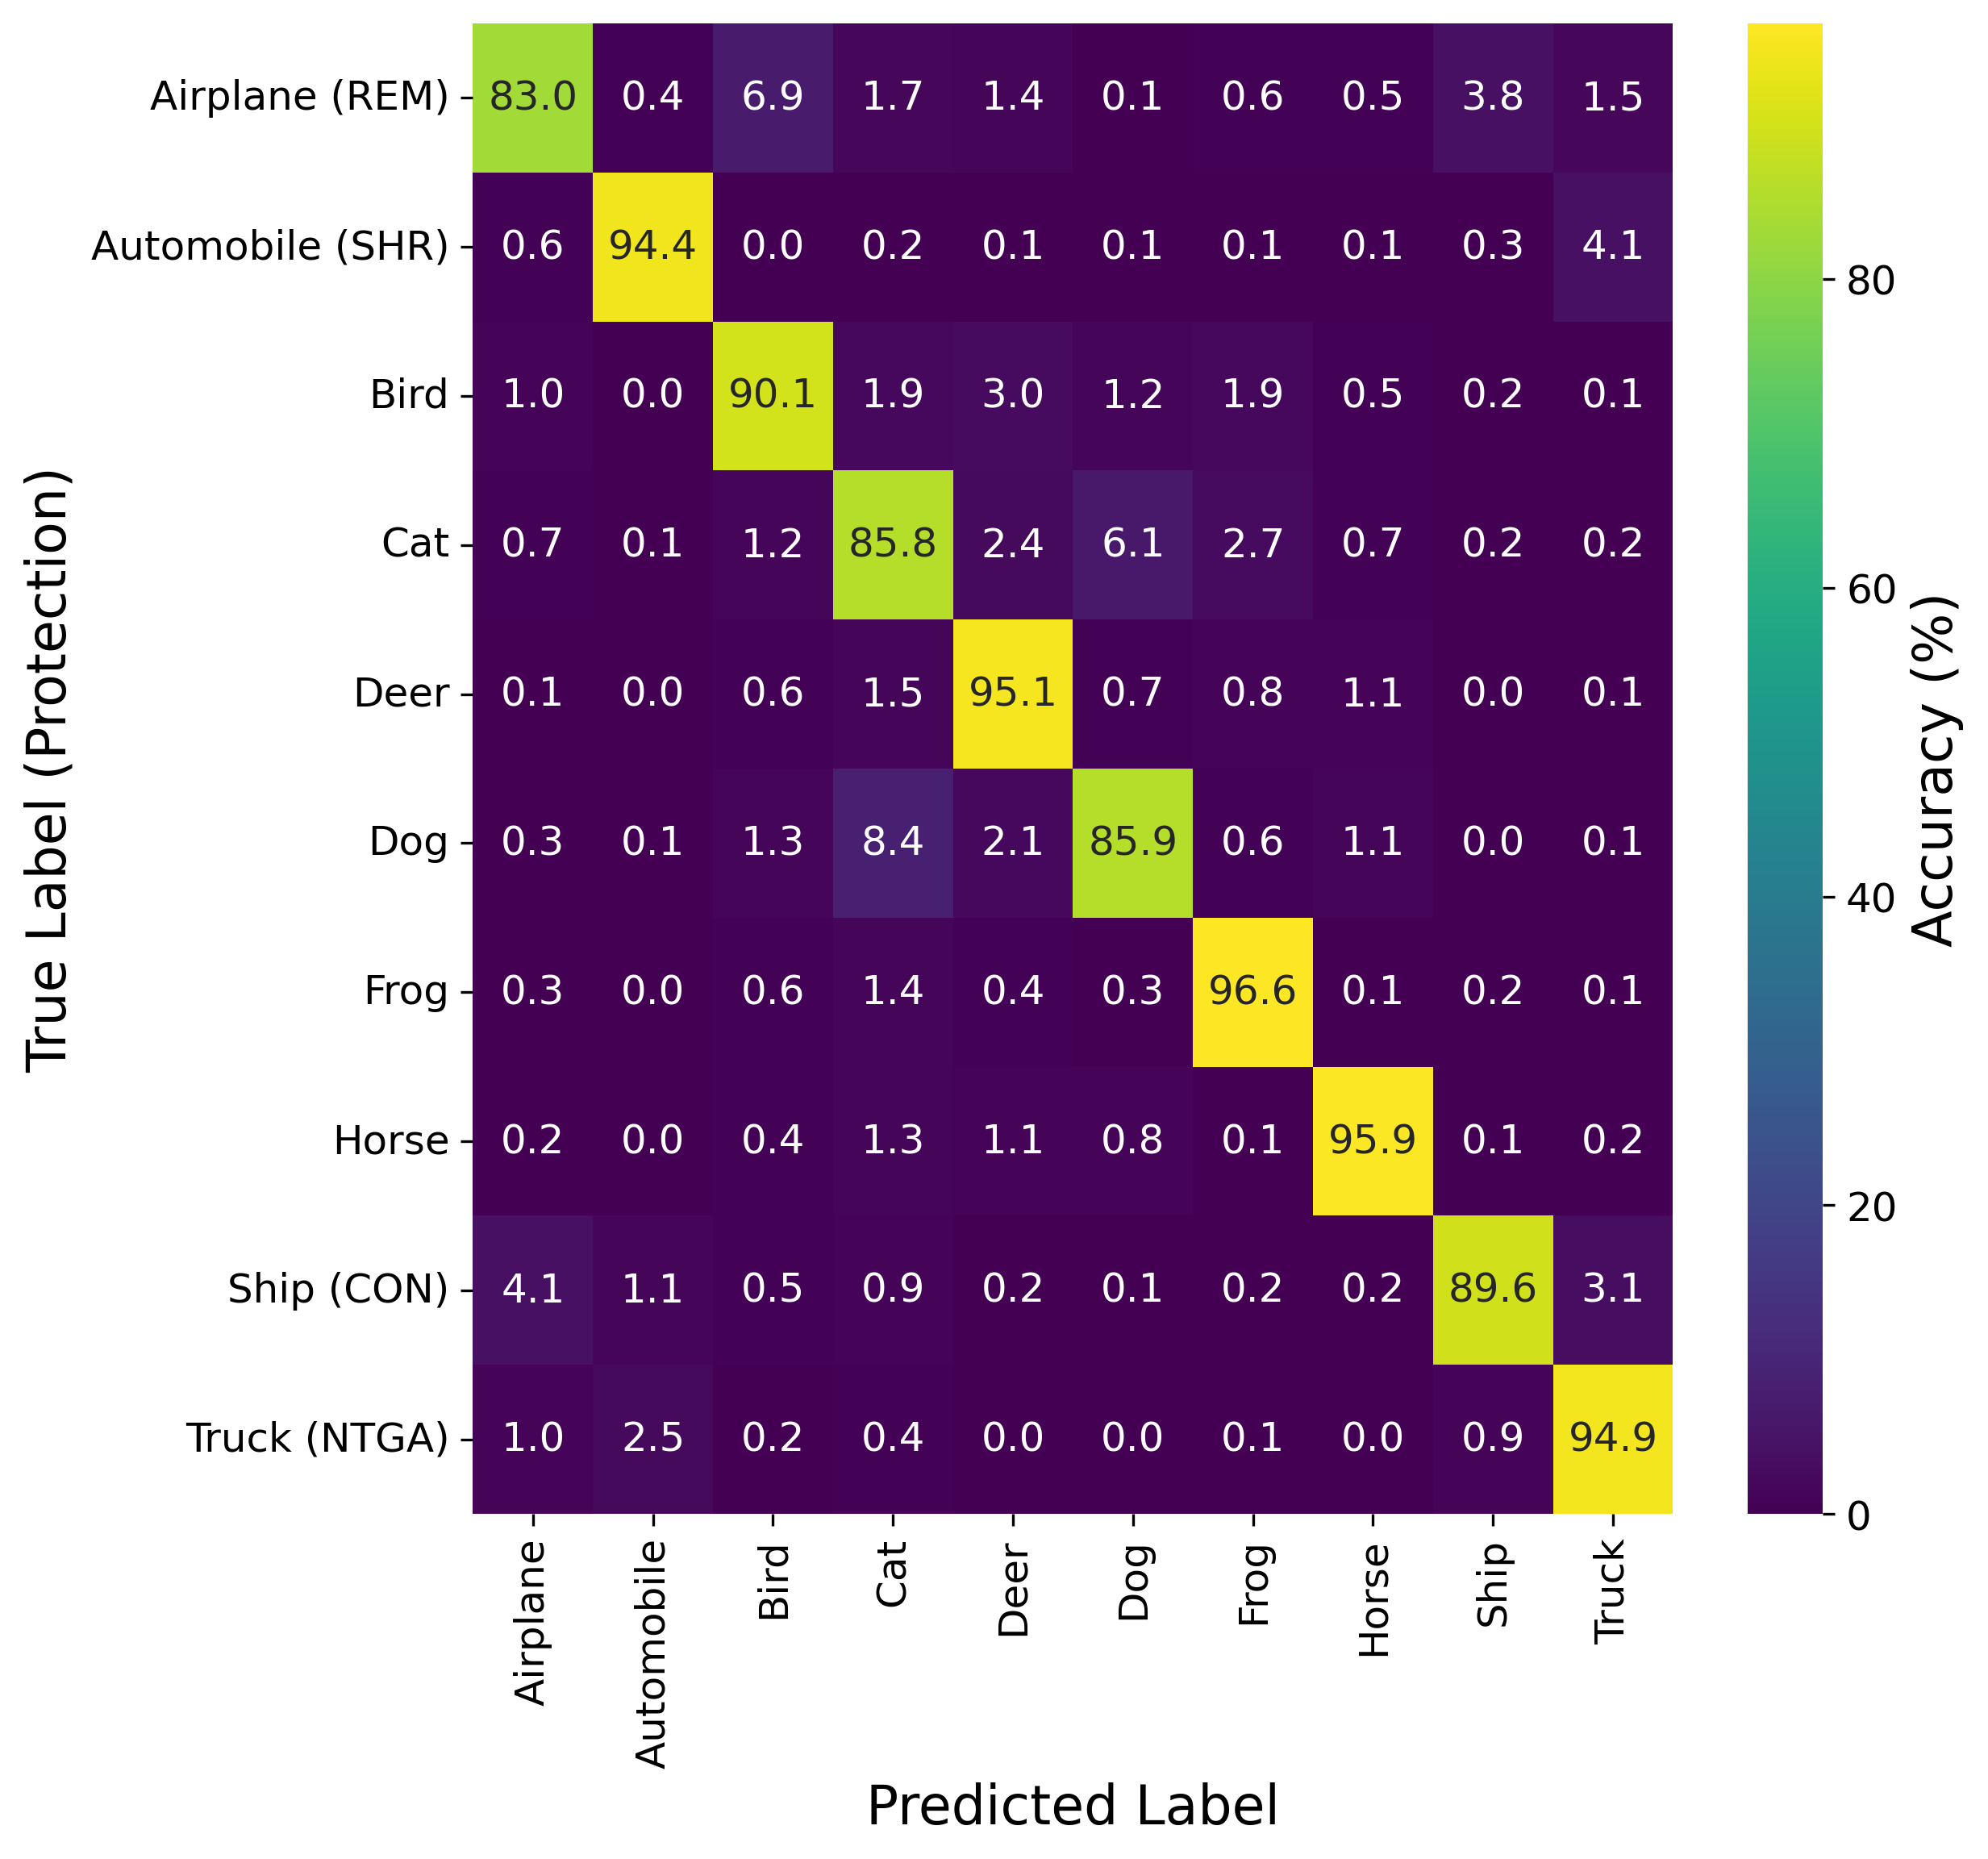 Airplane (REM) 83.0 0.4 6.9 1.7 1.4 0.1 0.6 0.5 3.8 1.5
Automobile (SHR) 0.6 94.4 0.0 0.2 0.1 0.1 0.1 0.1 0.3 4.1
Bird 1.0 0.0 90.1 1.9 3.0 1.2 1.9 0.5 0.2 0.1
Cat 0.7 0.1 1.2 85.8 2.4 6.1 2.7 0.7 0.2 0.2
Deer 0.1 0.0 0.6 1.5 95.1 0.7 0.8 1.1 0.0 0.1
Dog 0.3 0.1 1.3 8.4 2.1 85.9 0.6 1.1 0.0 0.1
Frog 0.3 0.0 0.6 1.4 0.4 0.3 96.6 0.1 0.2 0.1
Horse 0.2 0.0 0.4 1.3 1.1 0.8 0.1 95.9 0.1 0.2
Ship (CON) 4.1 1.1 0.5 0.9 0.2 0.1 0.2 0.2 89.6 3.1
Truck (NTGA) 1.0 2.5 0.2 0.4 0.0 0.0 0.1 0.0 0.9 94.9
Airplane Automobile Bird Cat Deer Dog Frog Horse Ship Truck
Predicted Label
True Label (Protection)
80
60
40
20
0
Accuracy (%)